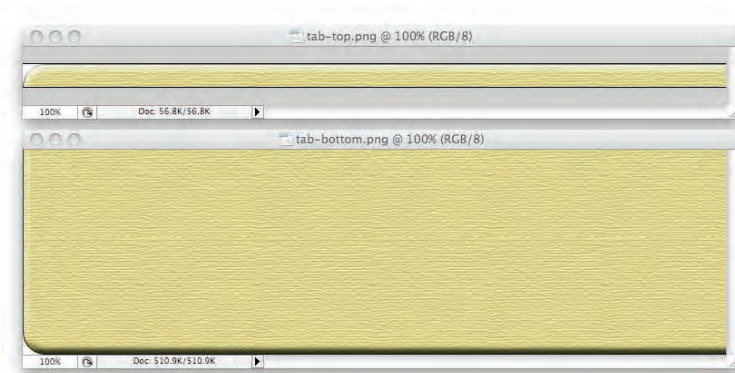 tab-top.png @ 100% (RGB/8)
100% Doc: 56.8K/56.8K
tab-bottom.png @ 100% (RGB/8)
100% Doc: 510.9K/510.9K